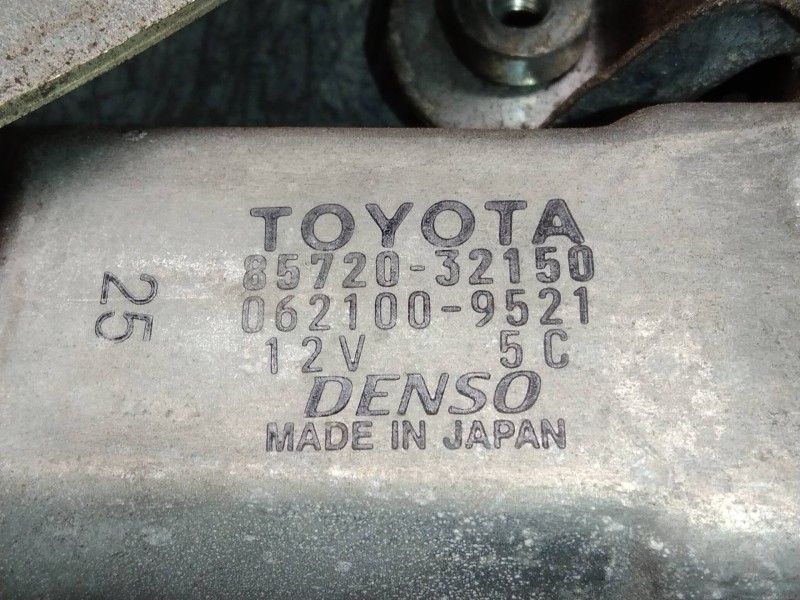 TOYOTA
85720-32150
062100-9521
12V 5C
DENSO
MADE IN JAPAN
25